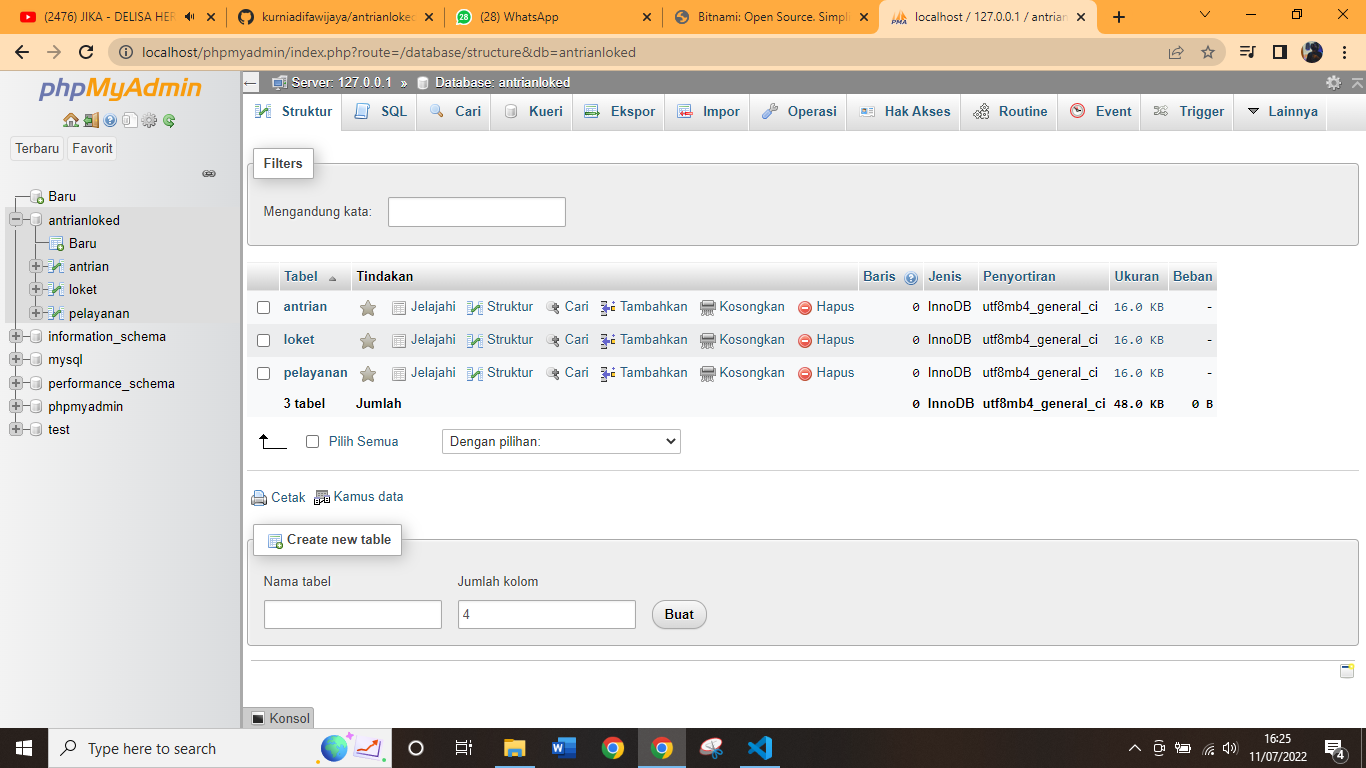 (2476) JIKA - DELISA HER
kurniadifawijaya/antrianloked
28 (28) WhatsApp
Bitnami: Open Source. Simpli
PMA localhost / 127.0.0.1 / antrian
localhost/phpmyadmin/index.php?route=/database/structure&db=antrianloked
phpMyAdmin
Terbaru Favorit
Baru
antrianloked
Baru
antrian
loket
pelayanan
information_schema
mysql
performance_schema
phpmyadmin
test
Server: 127.0.0.1 » Database: antrianloked
Struktur SQL Cari Kueri Ekspor Impor Operasi Hak Akses Routine Event Trigger Lainnya
Filters
Mengandung kata:
Tabel Tindakan Baris Jenis Penyortiran Ukuran Beban
antrian Jelajahi Struktur Cari Tambahkan Kosongkan Hapus 0 InnoDB utf8mb4_general_ci 16.0 KB -
loket Jelajahi Struktur Cari Tambahkan Kosongkan Hapus 0 InnoDB utf8mb4_general_ci 16.0 KB -
pelayanan Jelajahi Struktur Cari Tambahkan Kosongkan Hapus 0 InnoDB utf8mb4_general_ci 16.0 KB -
3 tabel Jumlah 0 InnoDB utf8mb4_general_ci 48.0 KB 0 B
Pilih Semua Dengan pilihan:
Cetak Kamus data
Create new table
Nama tabel Jumlah kolom
4 Buat
Konsol
Type here to search
16:25
11/07/2022
4